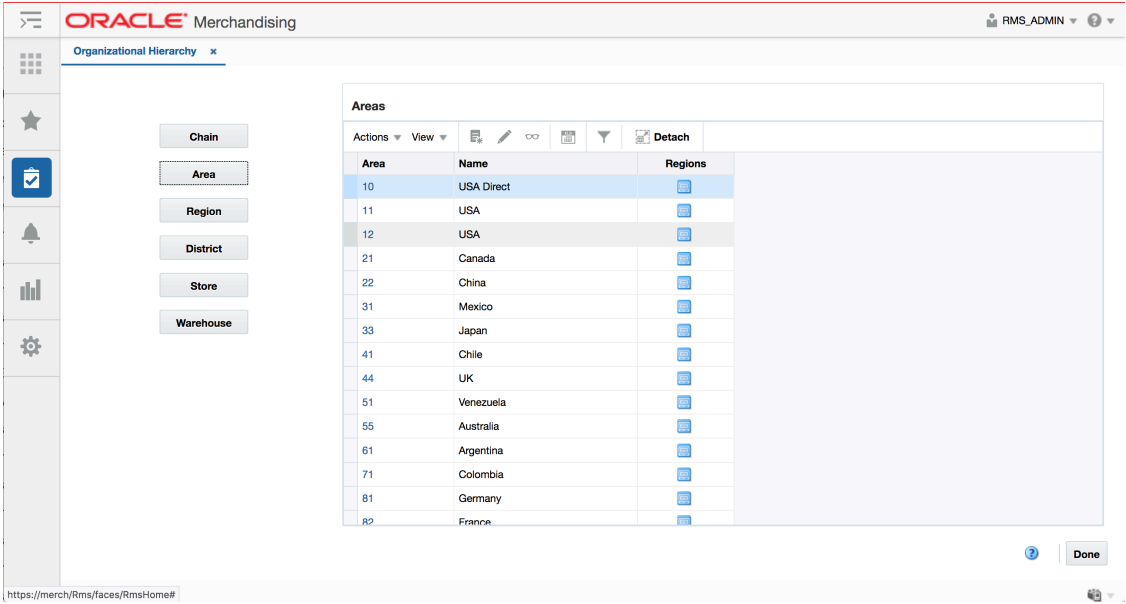 ORACLE® Merchandising
RMS_ADMIN
Organizational Hierarchy ×
Areas
Actions View Detach
Chain
Area
Region
District
Store
Warehouse
Area Name Regions
10 USA Direct
11 USA
12 USA
21 Canada
22 China
31 Mexico
33 Japan
41 Chile
44 UK
51 Venezuela
55 Australia
61 Argentina
71 Colombia
81 Germany
82 France
? Done
https://merch/Rms/faces/RmsHome#